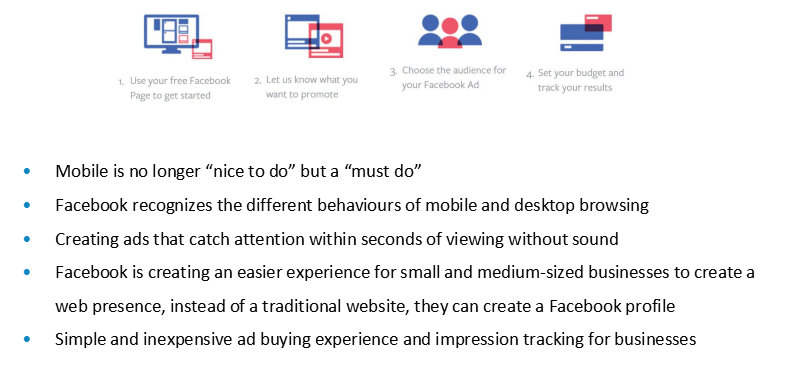 1. Use your free Facebook
Page to get started
2. Let us know what you
want to promote
3. Choose the audience for
your Facebook Ad
4. Set your budget and
track your results
• Mobile is no longer “nice to do” but a “must do”
• Facebook recognizes the different behaviours of mobile and desktop browsing
• Creating ads that catch attention within seconds of viewing without sound
• Facebook is creating an easier experience for small and medium-sized businesses to create a
web presence, instead of a traditional website, they can create a Facebook profile
• Simple and inexpensive ad buying experience and impression tracking for businesses